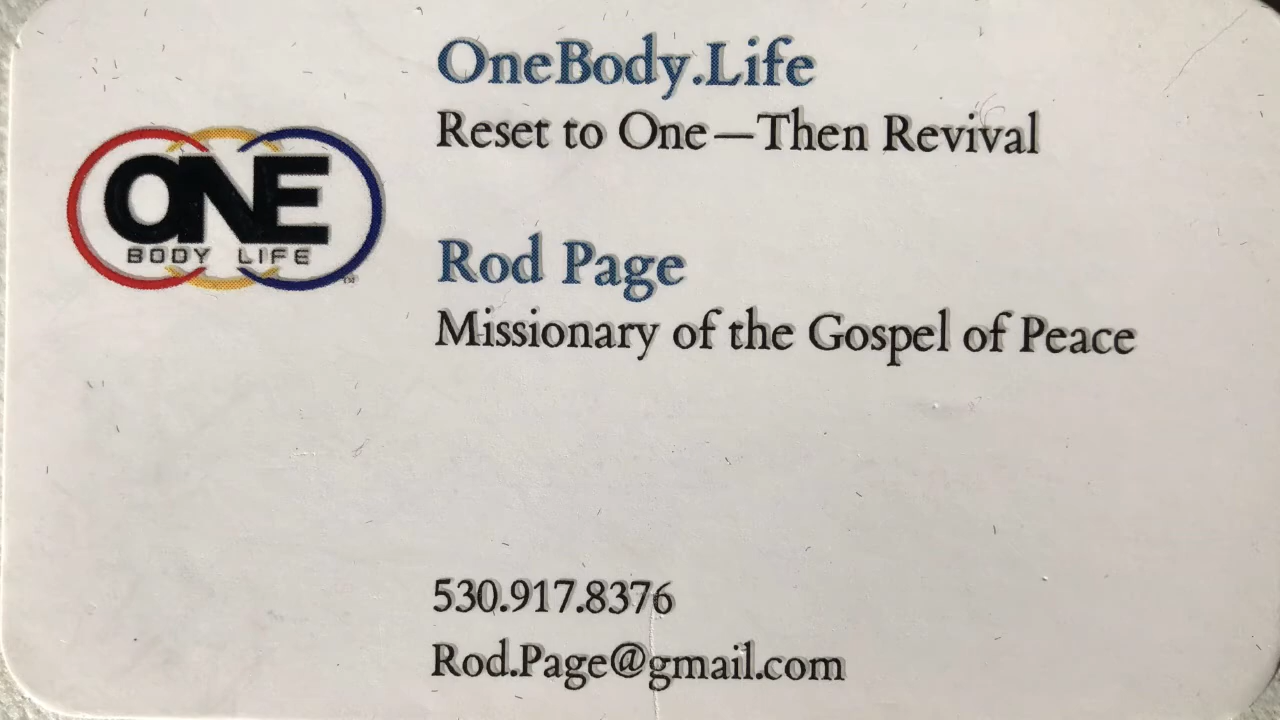 OneBody.Life
Reset to One—Then Revival
ONE
BODY LIFE
TM
Rod Page
Missionary of the Gospel of Peace
530.917.8376
Rod.Page@gmail.com